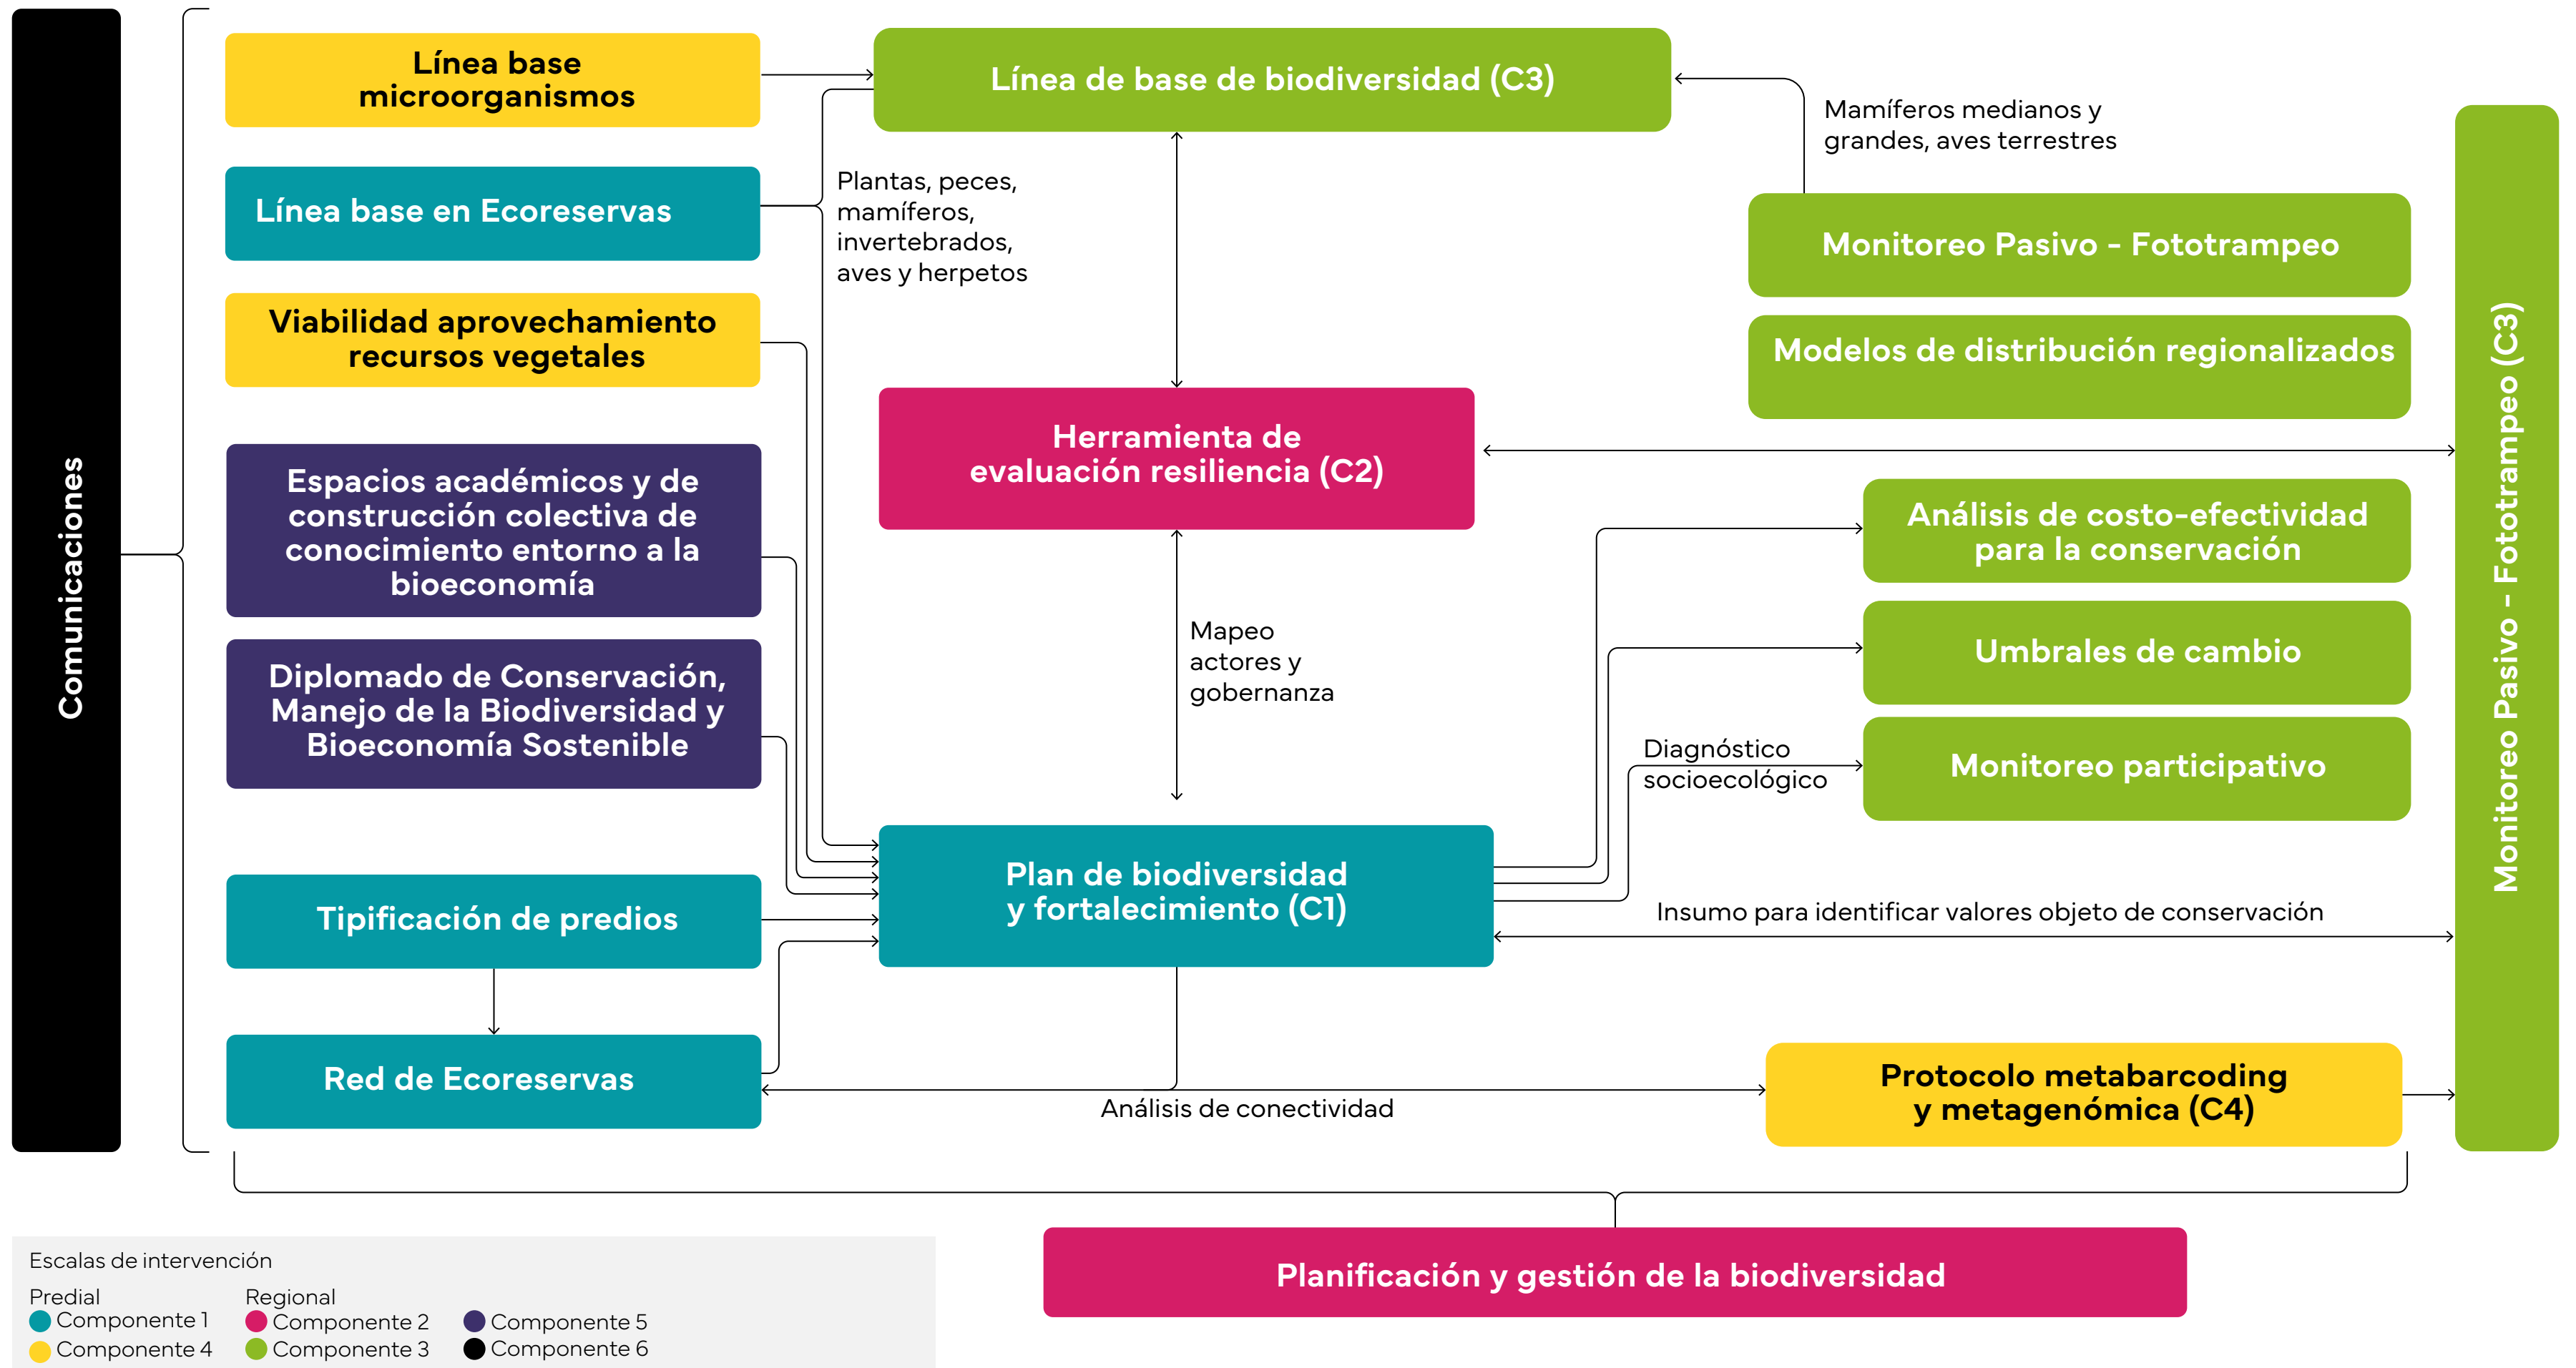 Comunicaciones
Línea base
microorganismos
Línea base en Ecoreservas
Viabilidad aprovechamiento
recursos vegetales
Espacios académicos y de
construcción colectiva de
conocimiento entorno a la
bioeconomía
Diplomado de Conservación,
Manejo de la Biodiversidad y
Bioeconomía Sostenible
Tipificación de predios
Red de Ecoreservas
Línea de base de biodiversidad (C3)
Plantas, peces,
mamíferos,
invertebrados,
aves y herpetos
Herramienta de
evaluación resiliencia (C2)
Mapeo
actores y
gobernanza
Plan de biodiversidad
y fortalecimiento (C1)
Análisis de conectividad
Mamíferos medianos y
grandes, aves terrestres
Monitoreo Pasivo - Fototrampeo
Modelos de distribución regionalizados
Análisis de costo-efectividad
para la conservación
Umbrales de cambio
Diagnóstico
socioecológico
Monitoreo participativo
Insumo para identificar valores objeto de conservación
Protocolo metabarcoding
y metagenómica (C4)
Monitoreo Pasivo - Fototrampeo (C3)
Planificación y gestión de la biodiversidad
Escalas de intervención
Predial
Componente 1
Componente 4
Regional
Componente 2
Componente 3
Componente 5
Componente 6